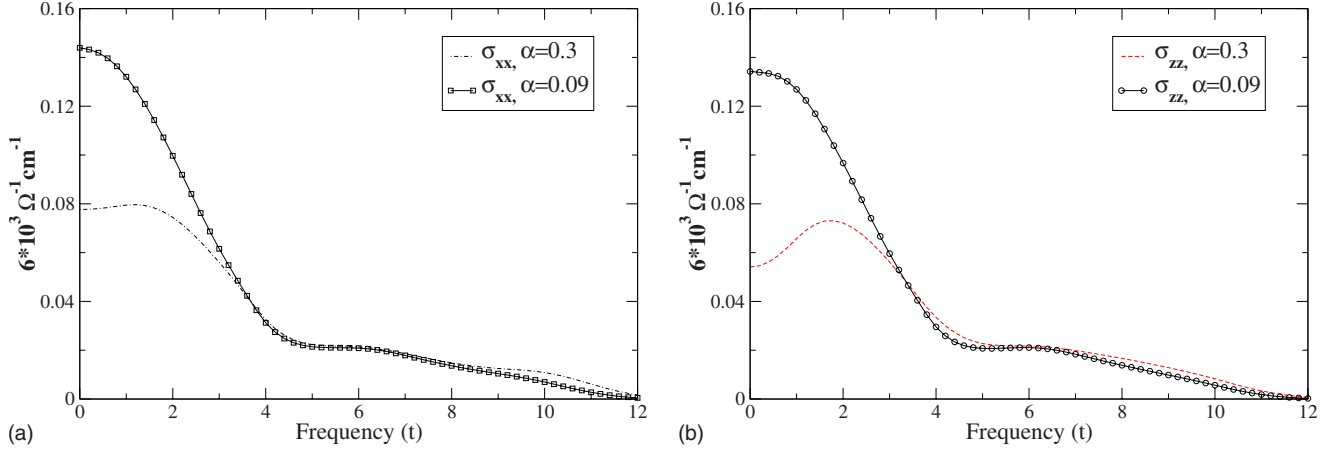 0.16
0.12
0.08
0.04
0
6*10³ Ω⁻¹cm⁻¹
σxx, α=0.3
σxx, α=0.09
0 2 4 6 8 10 12
(a) Frequency (t)
0.16
0.12
0.08
0.04
0
6*10³ Ω⁻¹cm⁻¹
σzz, α=0.3
σzz, α=0.09
0 2 4 6 8 10 12
(b) Frequency (t)